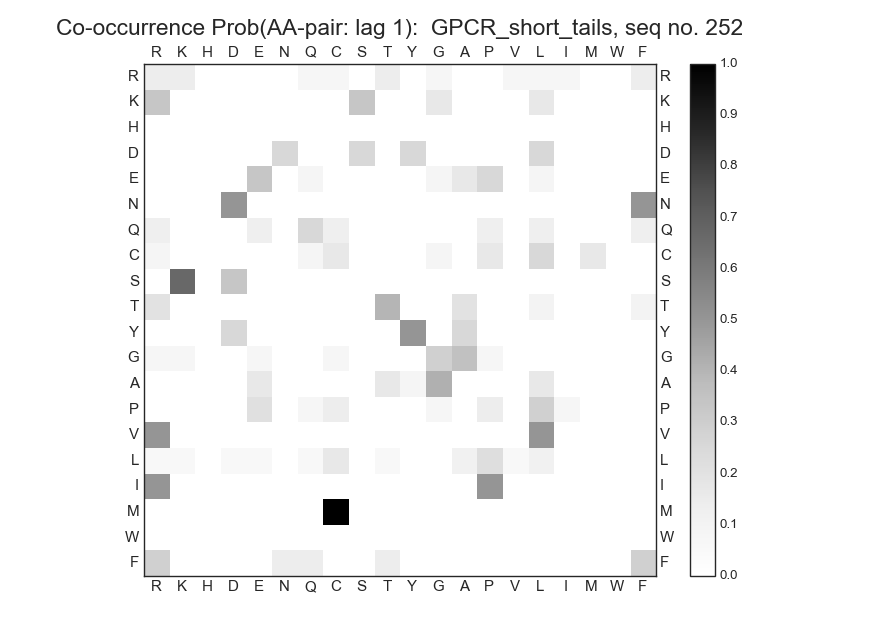 Co-occurrence Prob(AA-pair: lag 1):  GPCR_short_tails, seq no. 252
R K H D E N Q C S T Y G A P V L I M W F
R R
K K
H H
D D
E E
N N
Q Q
C C
S S
T T
Y Y
G G
A A
P P
V V
L L
I I
M M
W W
F F
R K H D E N Q C S T Y G A P V L I M W F
1.0
0.9
0.8
0.7
0.6
0.5
0.4
0.3
0.2
0.1
0.0